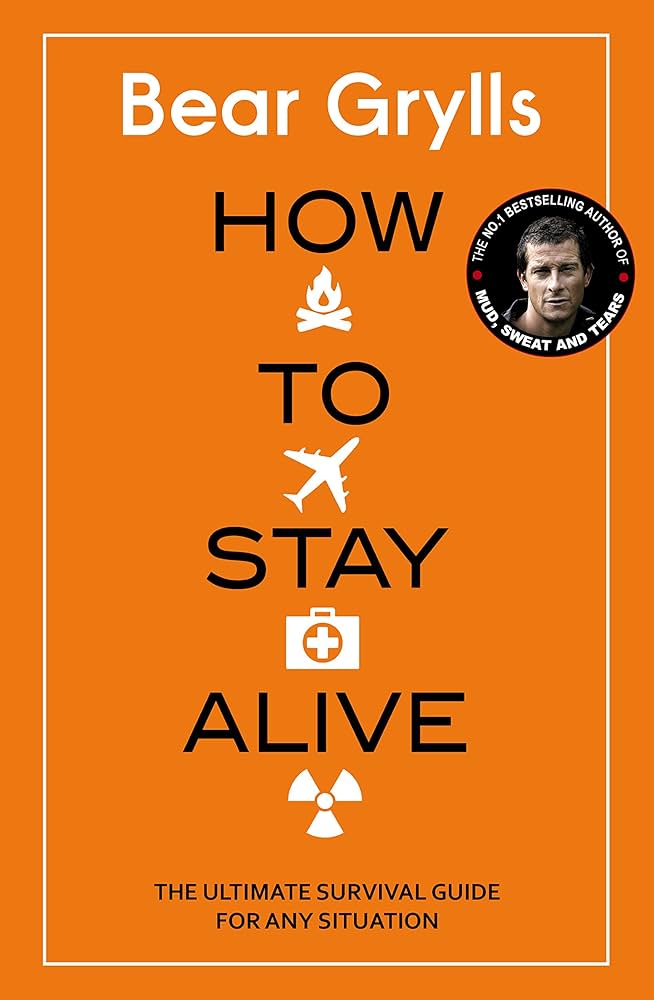 Bear Grylls
HOW
THE NO.1 BESTSELLING AUTHOR OF
MUD, SWEAT AND TEARS
TO
STAY
ALIVE
THE ULTIMATE SURVIVAL GUIDE
FOR ANY SITUATION